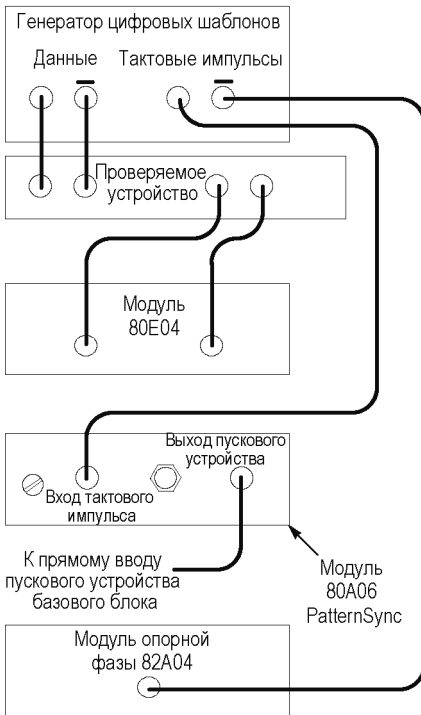 Генератор цифровых шаблонов
Данные
Тактовые импульсы
Проверяемое
устройство
Модуль
80E04
Выход пускового
устройства
Вход тактового
импульса
К прямому вводу
пускового устройства
базового блока
Модуль
80A06
PatternSync
Модуль опорной
фазы 82A04